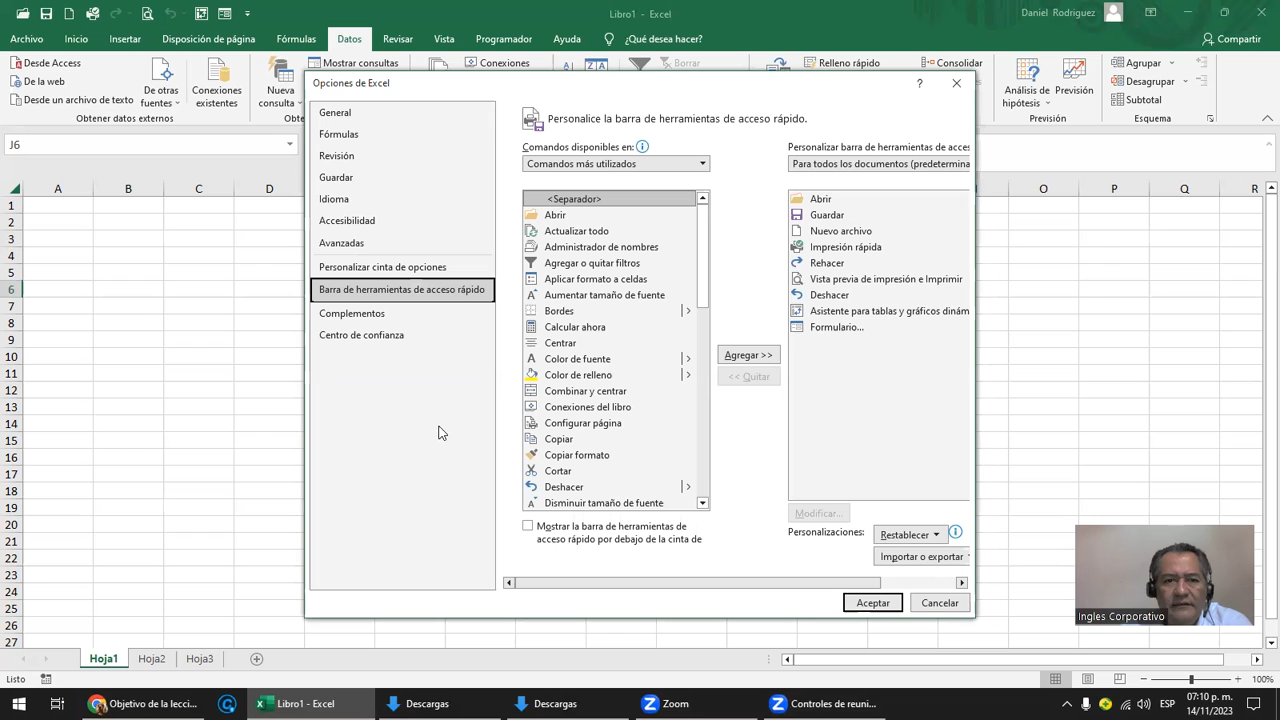 Libro1 - Excel
Daniel Rodriguez
Archivo
Inicio
Insertar
Disposición de página
Fórmulas
Datos
Revisar
Vista
Programador
Ayuda
¿Qué desea hacer?
Compartir
Desde Access
De la web
Desde un archivo de texto
De otras
fuentes
Conexiones
existentes
Obtener datos externos
Nueva
consulta
Mostrar consultas
Conexiones
Borrar
Relleno rápido
Consolidar
Análisis de
hipótesis
Previsión
Previsión
Agrupar
Desagrupar
Subtotal
Esquema
J6
Opciones de Excel
General
Fórmulas
Revisión
Guardar
Idioma
Accesibilidad
Avanzadas
Personalizar cinta de opciones
Barra de herramientas de acceso rápido
Complementos
Centro de confianza
Personalice la barra de herramientas de acceso rápido.
Comandos disponibles en:
Comandos más utilizados
<Separador>
Abrir
Actualizar todo
Administrador de nombres
Agregar o quitar filtros
Aplicar formato a celdas
Aumentar tamaño de fuente
Bordes
Calcular ahora
Centrar
Color de fuente
Color de relleno
Combinar y centrar
Conexiones del libro
Configurar página
Copiar
Copiar formato
Cortar
Deshacer
Disminuir tamaño de fuente
Mostrar la barra de herramientas de
acceso rápido por debajo de la cinta de
Agregar >>
<< Quitar
Personalizar barra de herramientas de acce
Para todos los documentos (predetermina
Abrir
Guardar
Nuevo archivo
Impresión rápida
Rehacer
Vista previa de impresión e Imprimir
Deshacer
Asistente para tablas y gráficos dinám
Formulario...
Modificar...
Personalizaciones:
Restablecer
Importar o exportar
Aceptar
Cancelar
A B C D O P Q R
1
2
3
4
5
6
7
8
9
10
11
12
13
14
15
16
17
18
19
20
21
22
23
24
25
26
27
Ingles Corporativo
Hoja1
Hoja2
Hoja3
Listo
100%
Objetivo de la lecci...
Libro1 - Excel
Descargas
Descargas
Zoom
Controles de reuni...
ESP
07:10 p. m.
14/11/2023